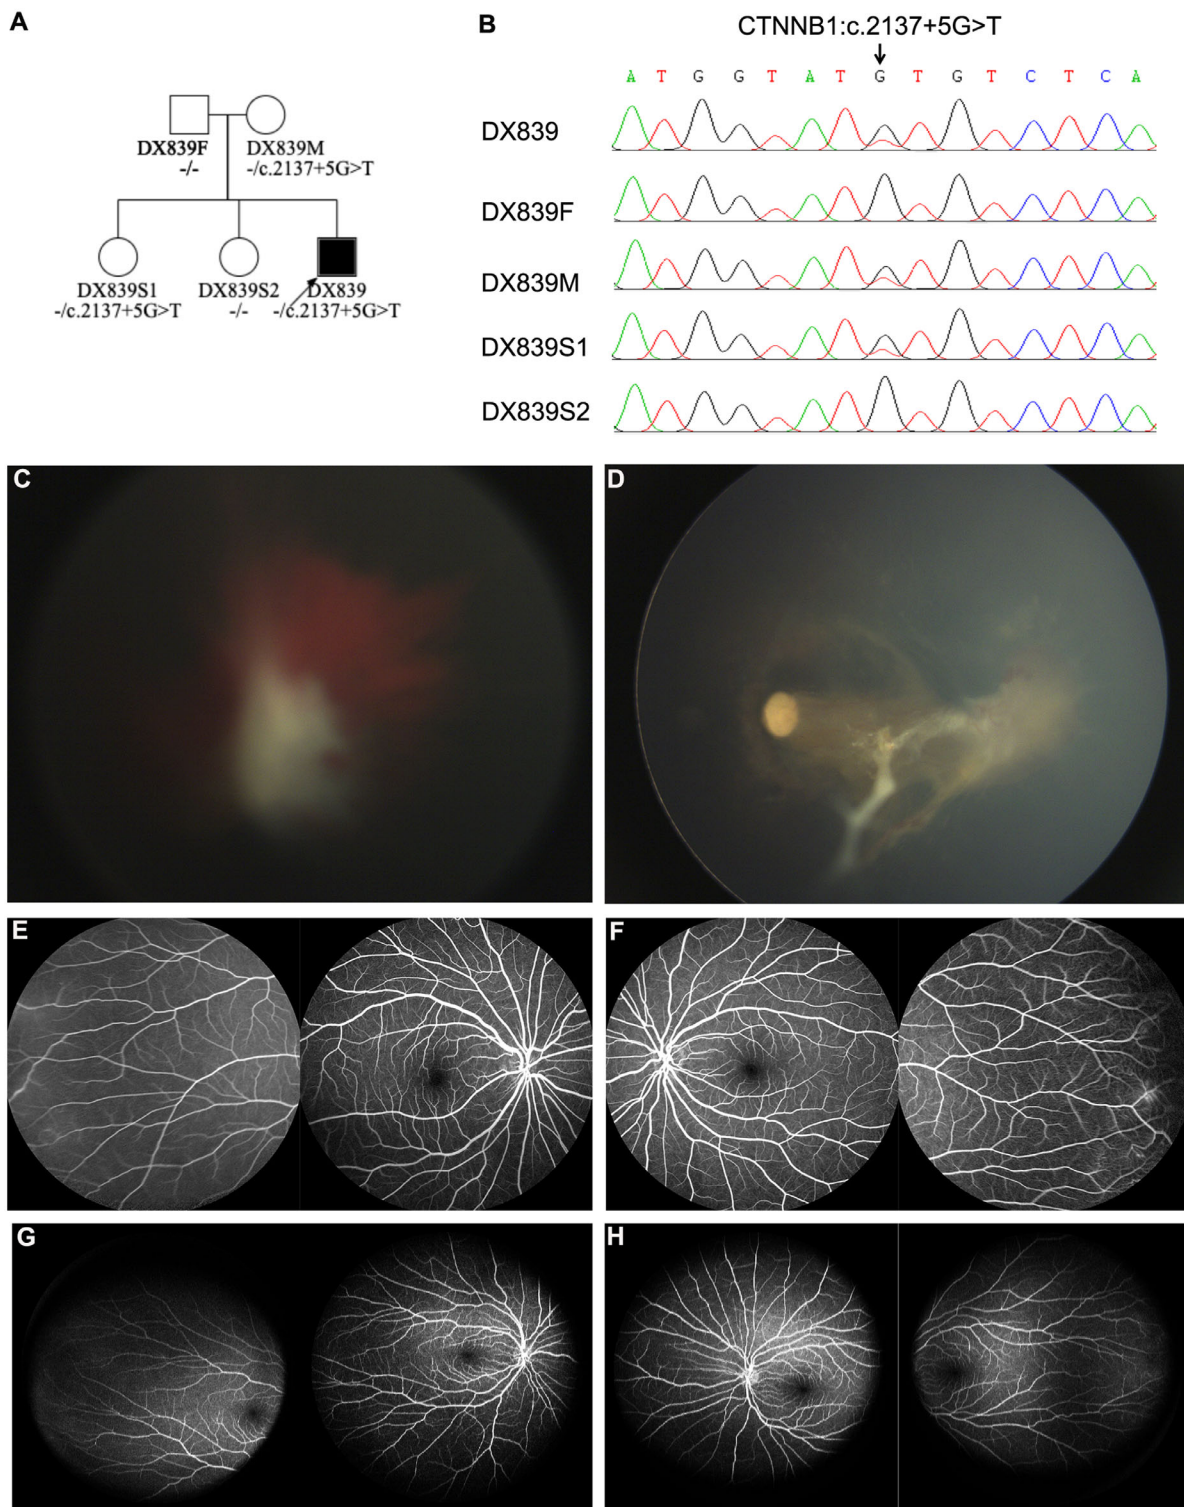 A
DX839F
-/-
DX839M
-/c.2137+5G>T
DX839S1
-/c.2137+5G>T
DX839S2
-/-
DX839
-/c.2137+5G>T
B
CTNNB1:c.2137+5G>T
A T G G T A T G T G T C T C A
DX839
DX839F
DX839M
DX839S1
DX839S2
C
D
E
F
G
H